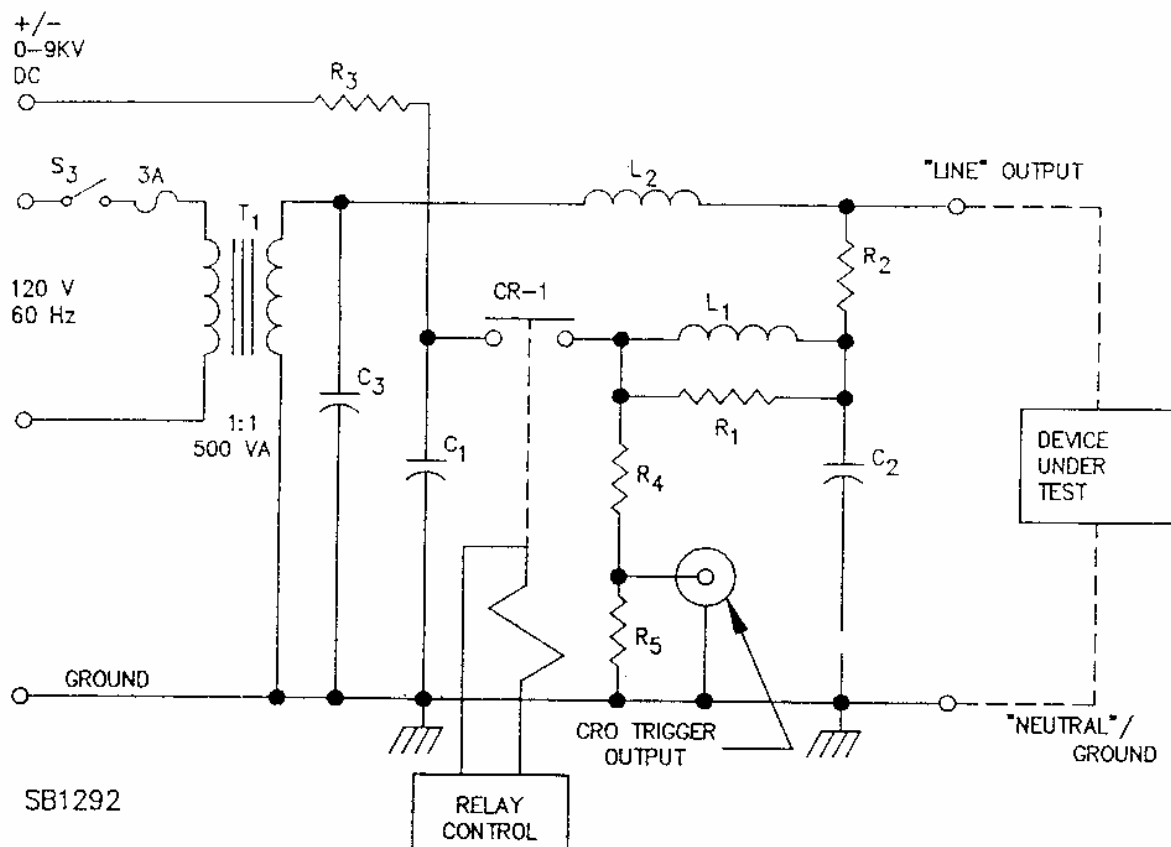 +/-
0-9KV
DC
R3
S3
3A
T1
L2
"LINE" OUTPUT
R2
120 V
60 Hz
CR-1
L1
C3
R1
1:1
500 VA
C1
R4
C2
DEVICE
UNDER
TEST
R5
GROUND
CRO TRIGGER
OUTPUT
"NEUTRAL"/
GROUND
SB1292
RELAY
CONTROL